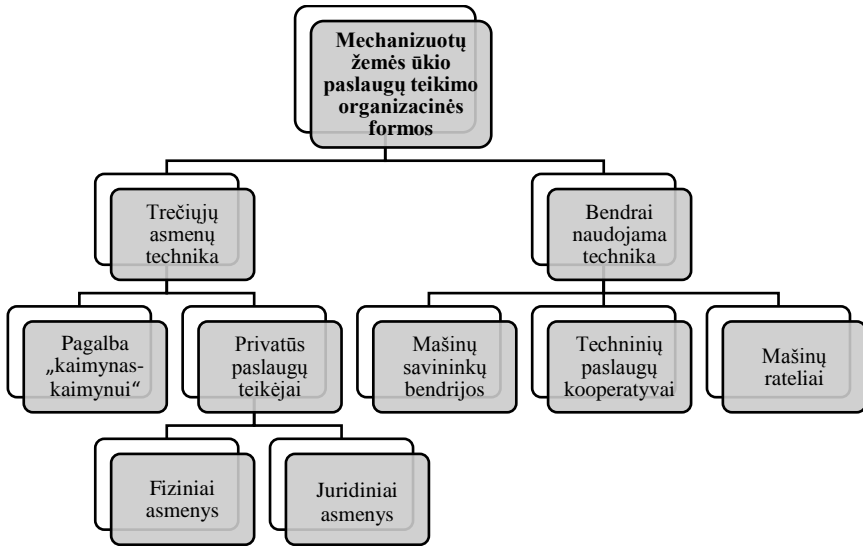 Mechanizuotų
žemės ūkio
paslaugų teikimo
organizacinės
formos
Trečiųjų
asmenų
technika
Bendrai
naudojama
technika
Pagalba
„kaimynas-
kaimynui“
Privatūs
paslaugų
teikėjai
Mašinų
savininkų
bendrijos
Techninių
paslaugų
kooperatyvai
Mašinų
rateliai
Fiziniai
asmenys
Juridiniai
asmenys